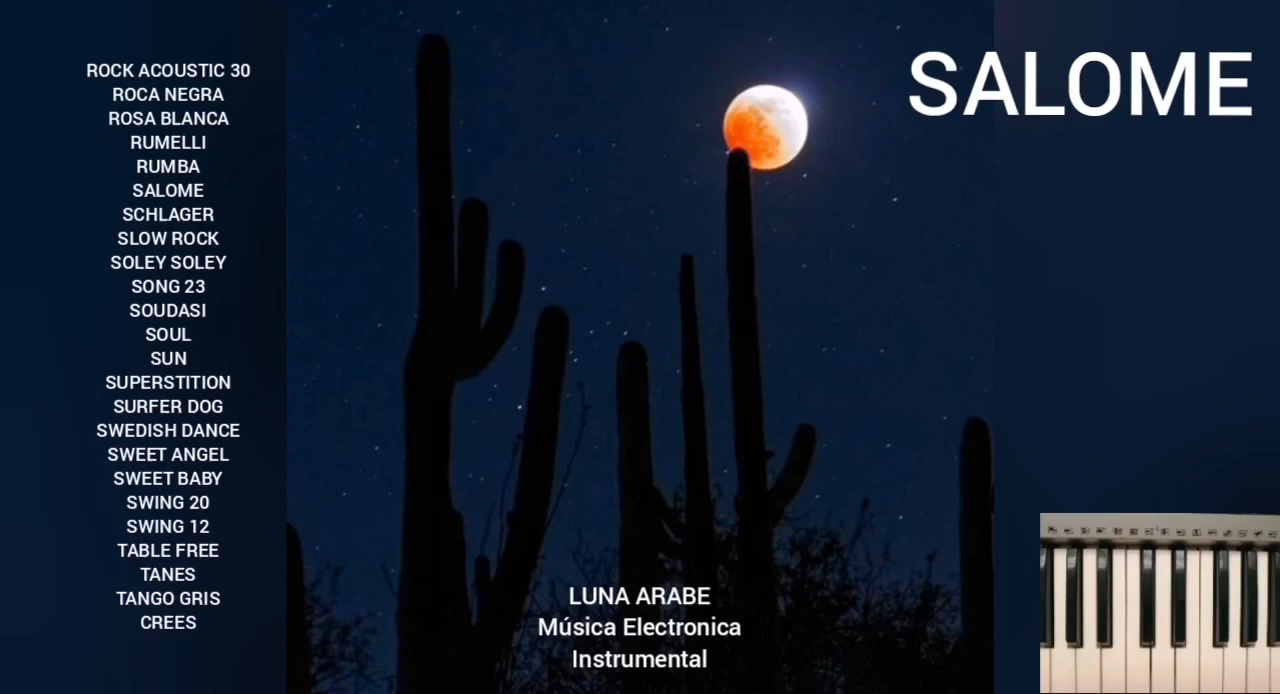 ROCK ACOUSTIC 30
ROCA NEGRA
ROSA BLANCA
RUMELLI
RUMBA
SALOME
SCHLAGER
SLOW ROCK
SOLEY SOLEY
SONG 23
SOUDASI
SOUL
SUN
SUPERSTITION
SURFER DOG
SWEDISH DANCE
SWEET ANGEL
SWEET BABY
SWING 20
SWING 12
TABLE FREE
TANES
TANGO GRIS
CREES
SALOME
LUNA ARABE
Música Electronica
Instrumental